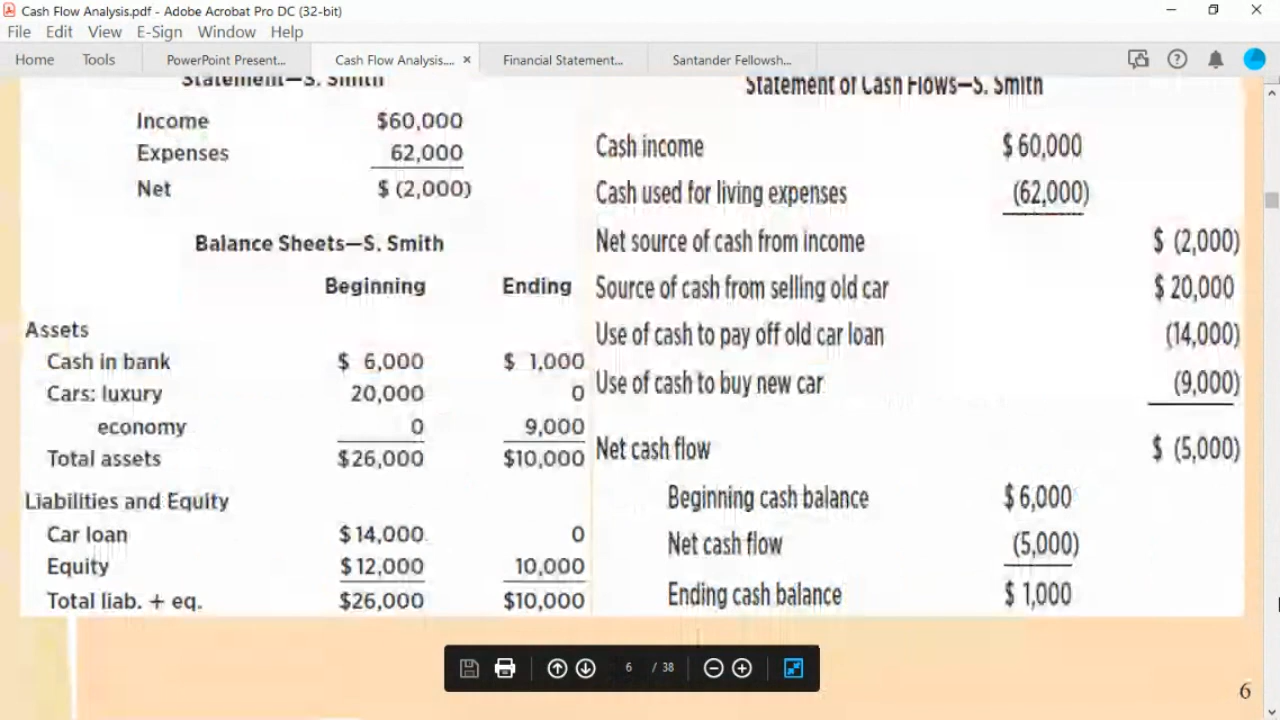 Cash Flow Analysis.pdf - Adobe Acrobat Pro DC (32-bit)
File Edit View E-Sign Window Help
Home Tools PowerPoint Present... Cash Flow Analysis.... × Financial Statement... Santander Fellowsh...
Statement—S. Smith
Income $60,000
Expenses 62,000
Net $ (2,000)
Balance Sheets—S. Smith
Beginning Ending
Assets
Cash in bank $ 6,000 $ 1,000
Cars: luxury 20,000 0
economy 0 9,000
Total assets $26,000 $10,000
Liabilities and Equity
Car loan $14,000 0
Equity $12,000 10,000
Total liab. + eq. $26,000 $10,000
Statement of Cash Flows—S. Smith
Cash income $ 60,000
Cash used for living expenses (62,000)
Net source of cash from income $ (2,000)
Source of cash from selling old car $ 20,000
Use of cash to pay off old car loan (14,000)
Use of cash to buy new car (9,000)
Net cash flow $ (5,000)
Beginning cash balance $ 6,000
Net cash flow (5,000)
Ending cash balance $ 1,000
6 / 38
6